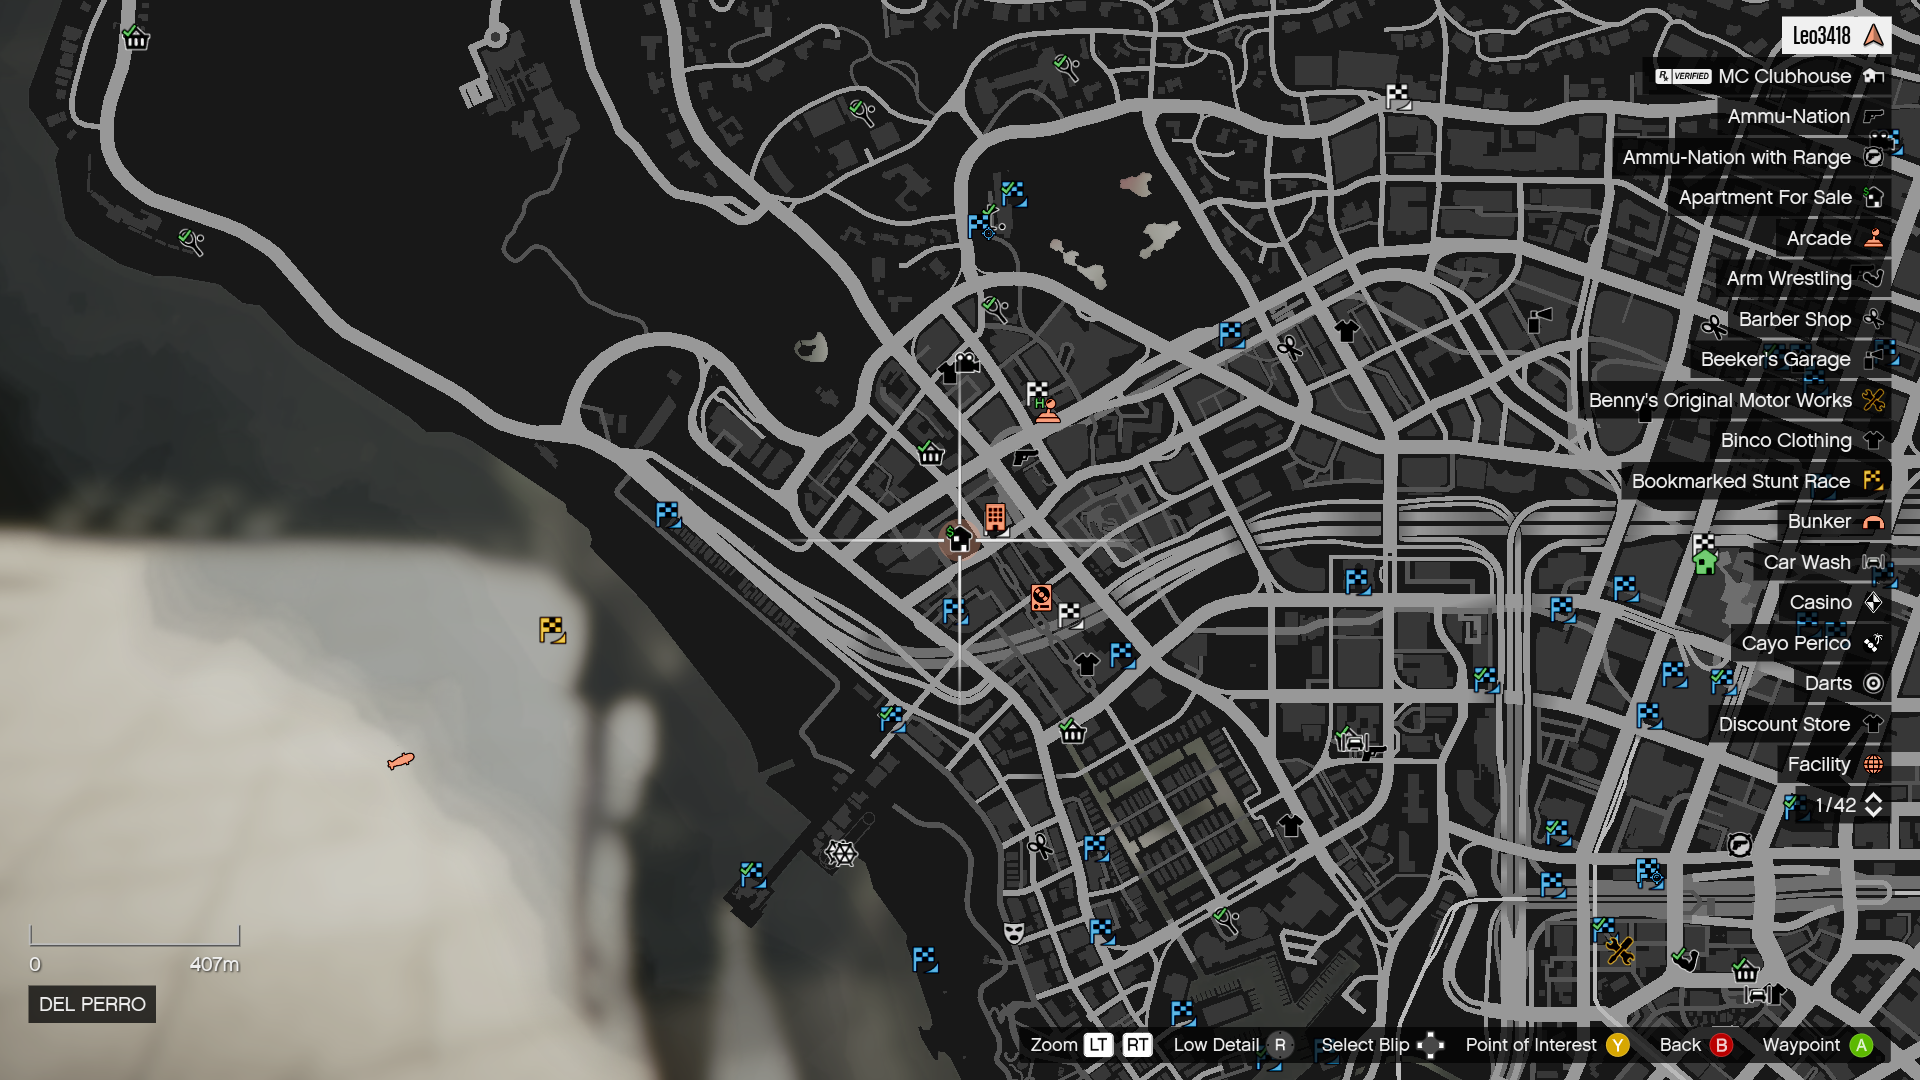 Leo3418
R* VERIFIED MC Clubhouse
Ammu-Nation
Ammu-Nation with Range
Apartment For Sale
Arcade
Arm Wrestling
Barber Shop
Beeker's Garage
Benny's Original Motor Works
Binco Clothing
Bookmarked Stunt Race
Bunker
Car Wash
Casino
Cayo Perico
Darts
Discount Store
Facility
1/42
H
0 407m
DEL PERRO
Zoom LT RT Low Detail R Select Blip Point of Interest Y Back B Waypoint A